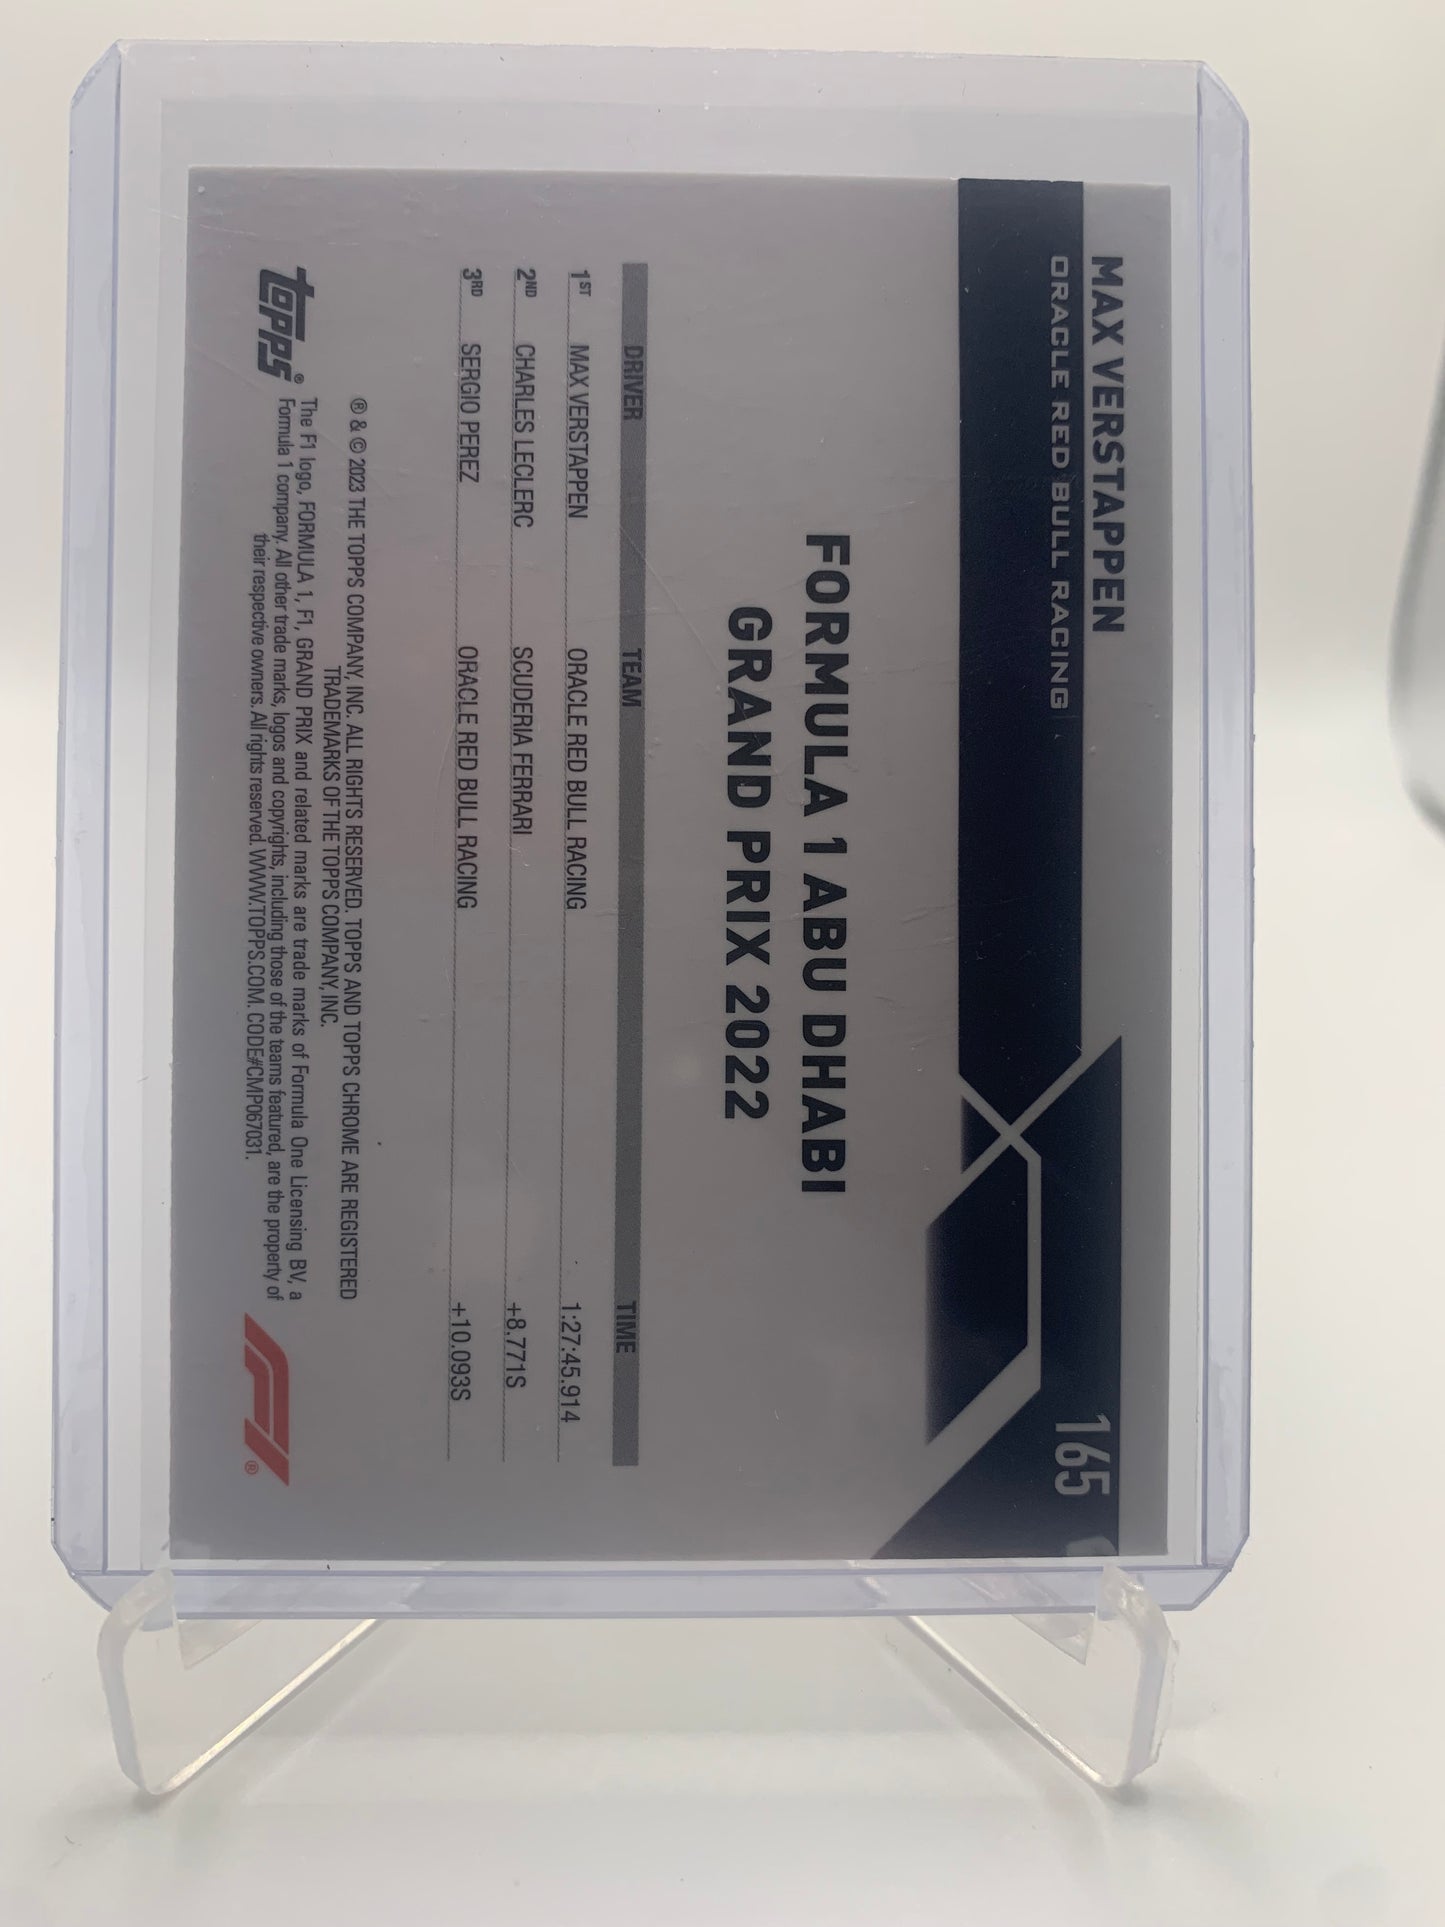 MAX VERSTAPPEN
ORACLE RED BULL RACING
165
FORMULA 1 ABU DHABI
GRAND PRIX 2022
DRIVER TEAM TIME
1ST MAX VERSTAPPEN ORACLE RED BULL RACING 1:27:45.914
2ND CHARLES LECLERC SCUDERIA FERRARI +8.771S
3RD SERGIO PEREZ ORACLE RED BULL RACING +10.093S
® & © 2023 THE TOPPS COMPANY, INC. ALL RIGHTS RESERVED. TOPPS AND TOPPS CHROME ARE REGISTERED
TRADEMARKS OF THE TOPPS COMPANY, INC.
The F1 logo, FORMULA 1, F1, GRAND PRIX and related marks are trade marks of Formula One Licensing BV, a
Formula 1 company. All other trade marks, logos and copyrights, including those of the teams featured, are the property of
their respective owners. All rights reserved. WWW.TOPPS.COM. CODE#CMP067031.
topps®
F1®